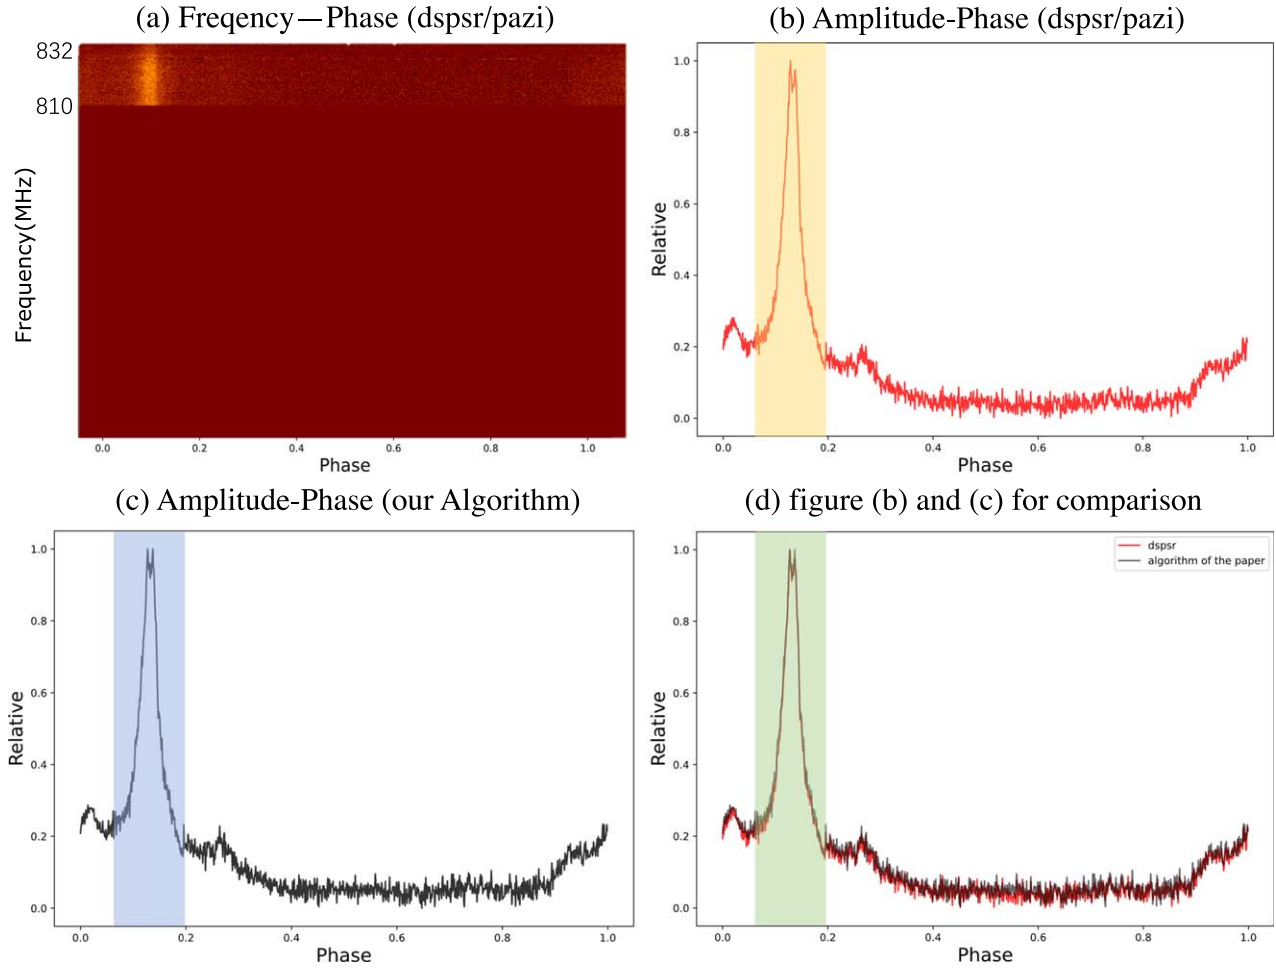 (a) Freqency—Phase (dspsr/pazi)
832
810
Frequency(MHz)
0.0 0.2 0.4 0.6 0.8 1.0
Phase
(b) Amplitude-Phase (dspsr/pazi)
1.0
0.8
0.6
0.4
0.2
0.0
Relative
0.0 0.2 0.4 0.6 0.8 1.0
Phase
(c) Amplitude-Phase (our Algorithm)
1.0
0.8
0.6
0.4
0.2
0.0
Relative
0.0 0.2 0.4 0.6 0.8 1.0
Phase
(d) figure (b) and (c) for comparison
dspsr
algorithm of the paper
1.0
0.8
0.6
0.4
0.2
0.0
Relative
0.0 0.2 0.4 0.6 0.8 1.0
Phase